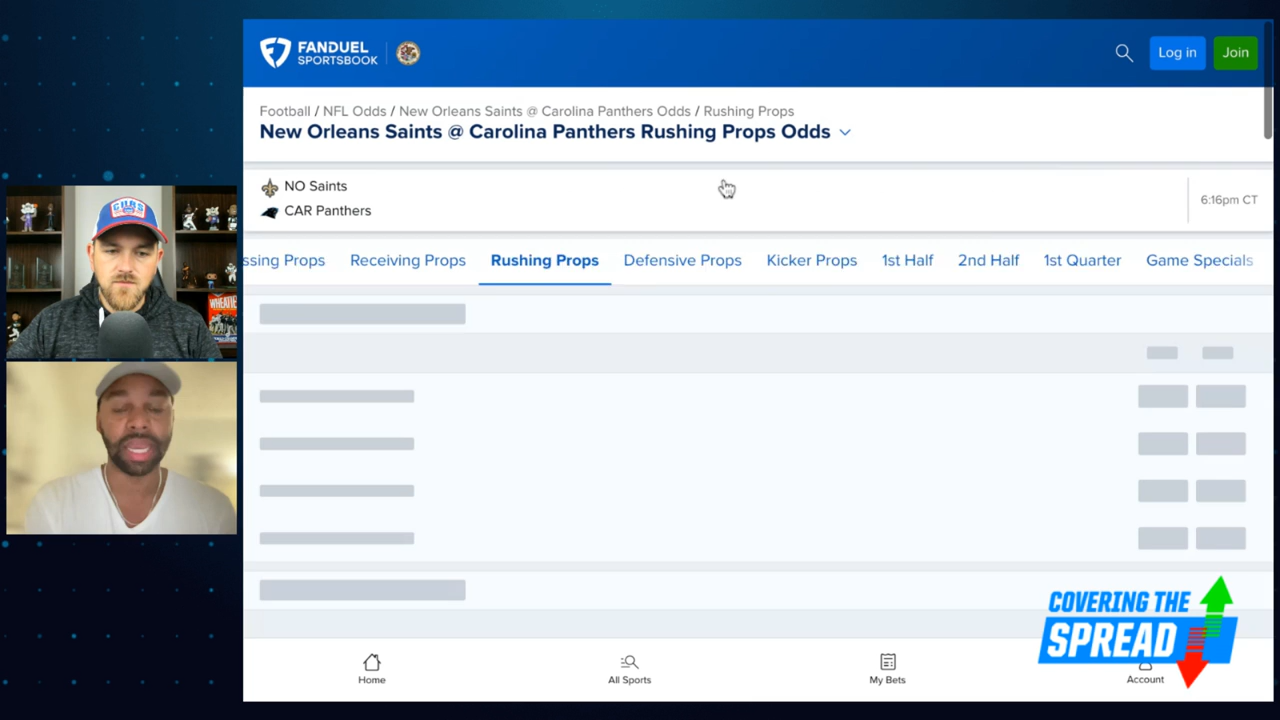 FANDUEL
SPORTSBOOK
Log in
Join
Football / NFL Odds / New Orleans Saints @ Carolina Panthers Odds / Rushing Props
New Orleans Saints @ Carolina Panthers Rushing Props Odds
NO Saints
CAR Panthers
6:16pm CT
ssing Props Receiving Props Rushing Props Defensive Props Kicker Props 1st Half 2nd Half 1st Quarter Game Specials
CUBS
WHEATIE
COVERING THE
SPREAD
Home
All Sports
My Bets
Account